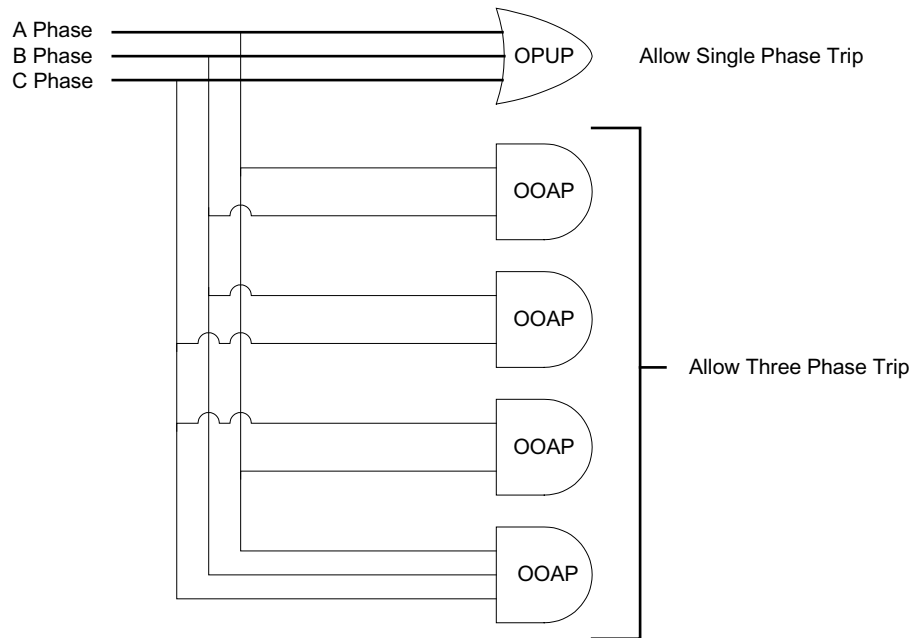 A Phase
B Phase
C Phase
OPUP
Allow Single Phase Trip
OOAP
OOAP
Allow Three Phase Trip
OOAP
OOAP